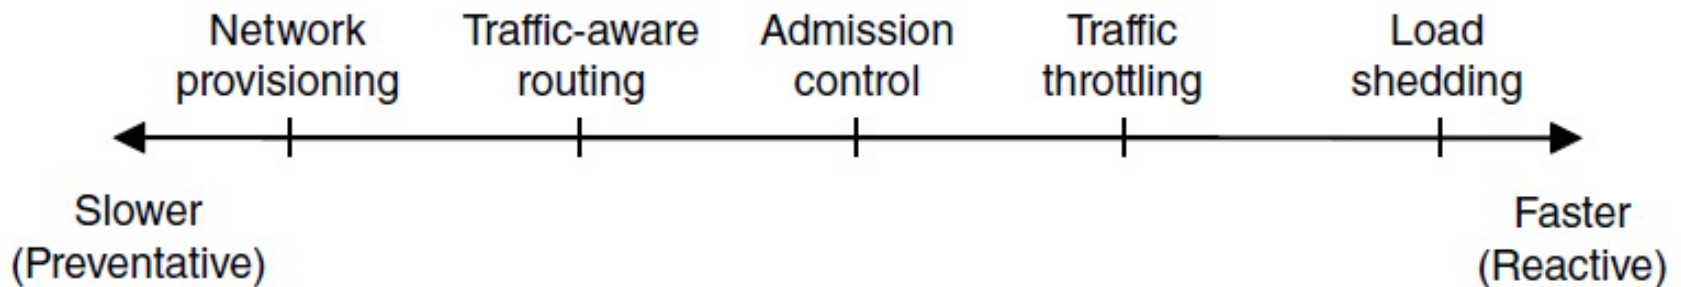 Network Traffic-aware Admission Traffic Load
provisioning routing control throttling shedding
Slower Faster
(Preventative) (Reactive)